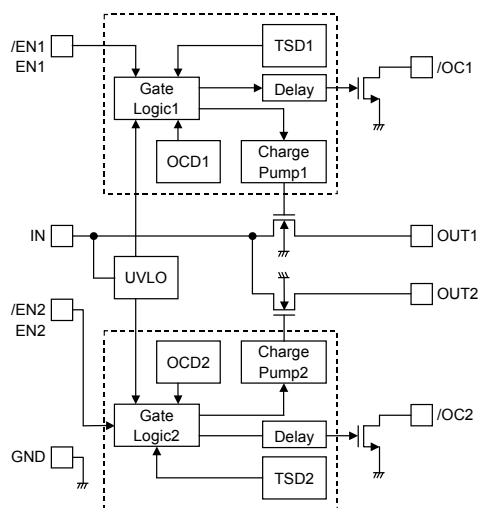 /EN1
EN1
TSD1
/OC1
Gate
Logic1
Delay
OCD1
Charge
Pump1
IN
OUT1
UVLO
OUT2
/EN2
EN2
OCD2
Charge
Pump2
Gate
Logic2
/OC2
Delay
GND
TSD2